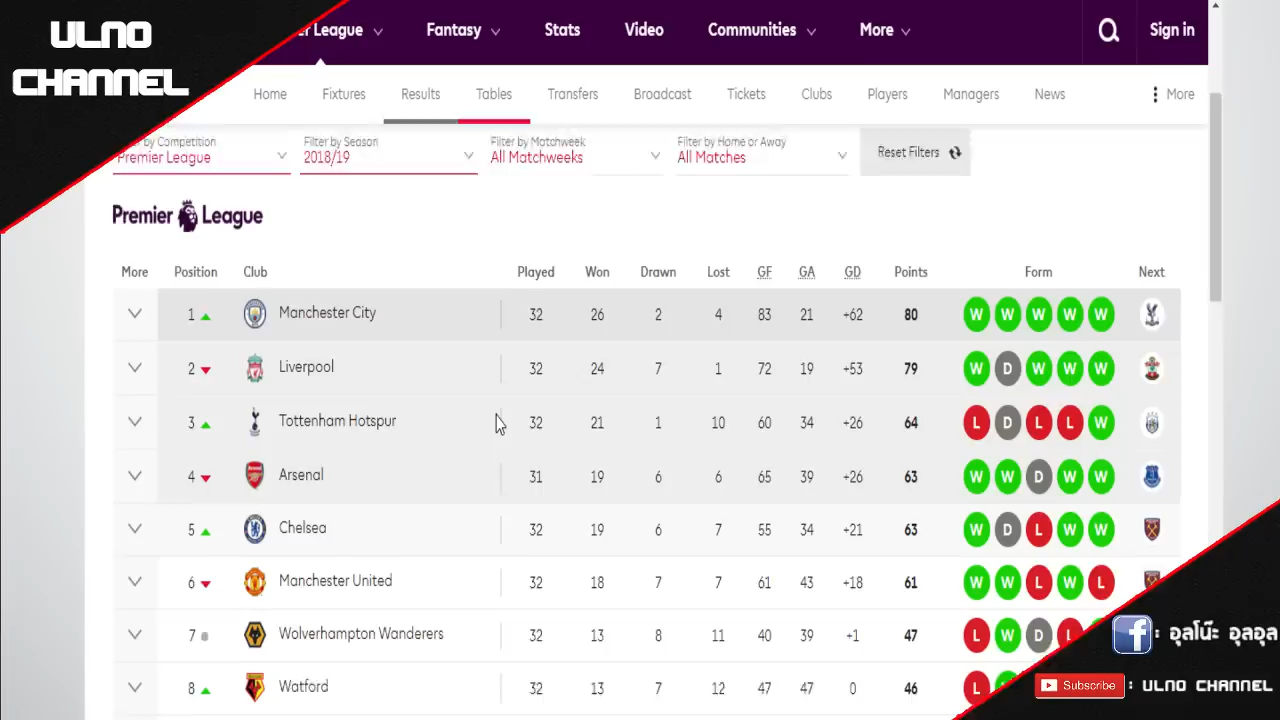 ULNO
CHANNEL
er League Fantasy Stats Video Communities More Sign in
Home Fixtures Results Tables Transfers Broadcast Tickets Clubs Players Managers News More
by Competition Filter by Season Filter by Matchweek Filter by Home or Away
Premier League 2018/19 All Matchweeks All Matches Reset Filters
Premier League
More Position Club Played Won Drawn Lost GF GA GD Points Form Next
1 Manchester City 32 26 2 4 83 21 +62 80 W W W W W
2 Liverpool 32 24 7 1 72 19 +53 79 W D W W W
3 Tottenham Hotspur 32 21 1 10 60 34 +26 64 L D L L W
4 Arsenal 31 19 6 6 65 39 +26 63 W W D W W
5 Chelsea 32 19 6 7 55 34 +21 63 W D L W W
6 Manchester United 32 18 7 7 61 43 +18 61 W W L W L
7 Wolverhampton Wanderers 32 13 8 11 40 39 +1 47 L W D L
8 Watford 32 13 7 12 47 47 0 46 L
f : อุลโน๊ะ อุลอุล
Subscribe : ULNO CHANNEL